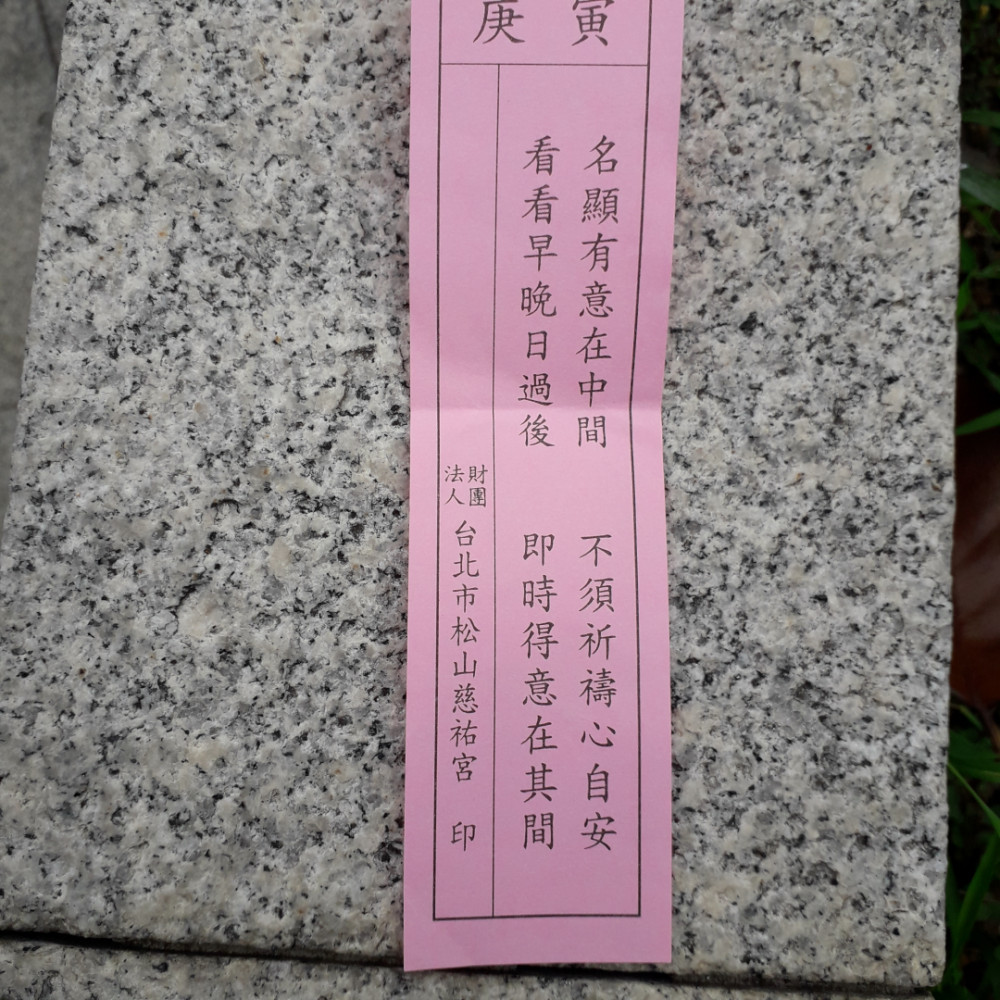 庚寅
名顯有意在中間 不須祈禱心自安
看看早晚日過後 即時得意在其間
財團法人台北市松山慈祐宮 印